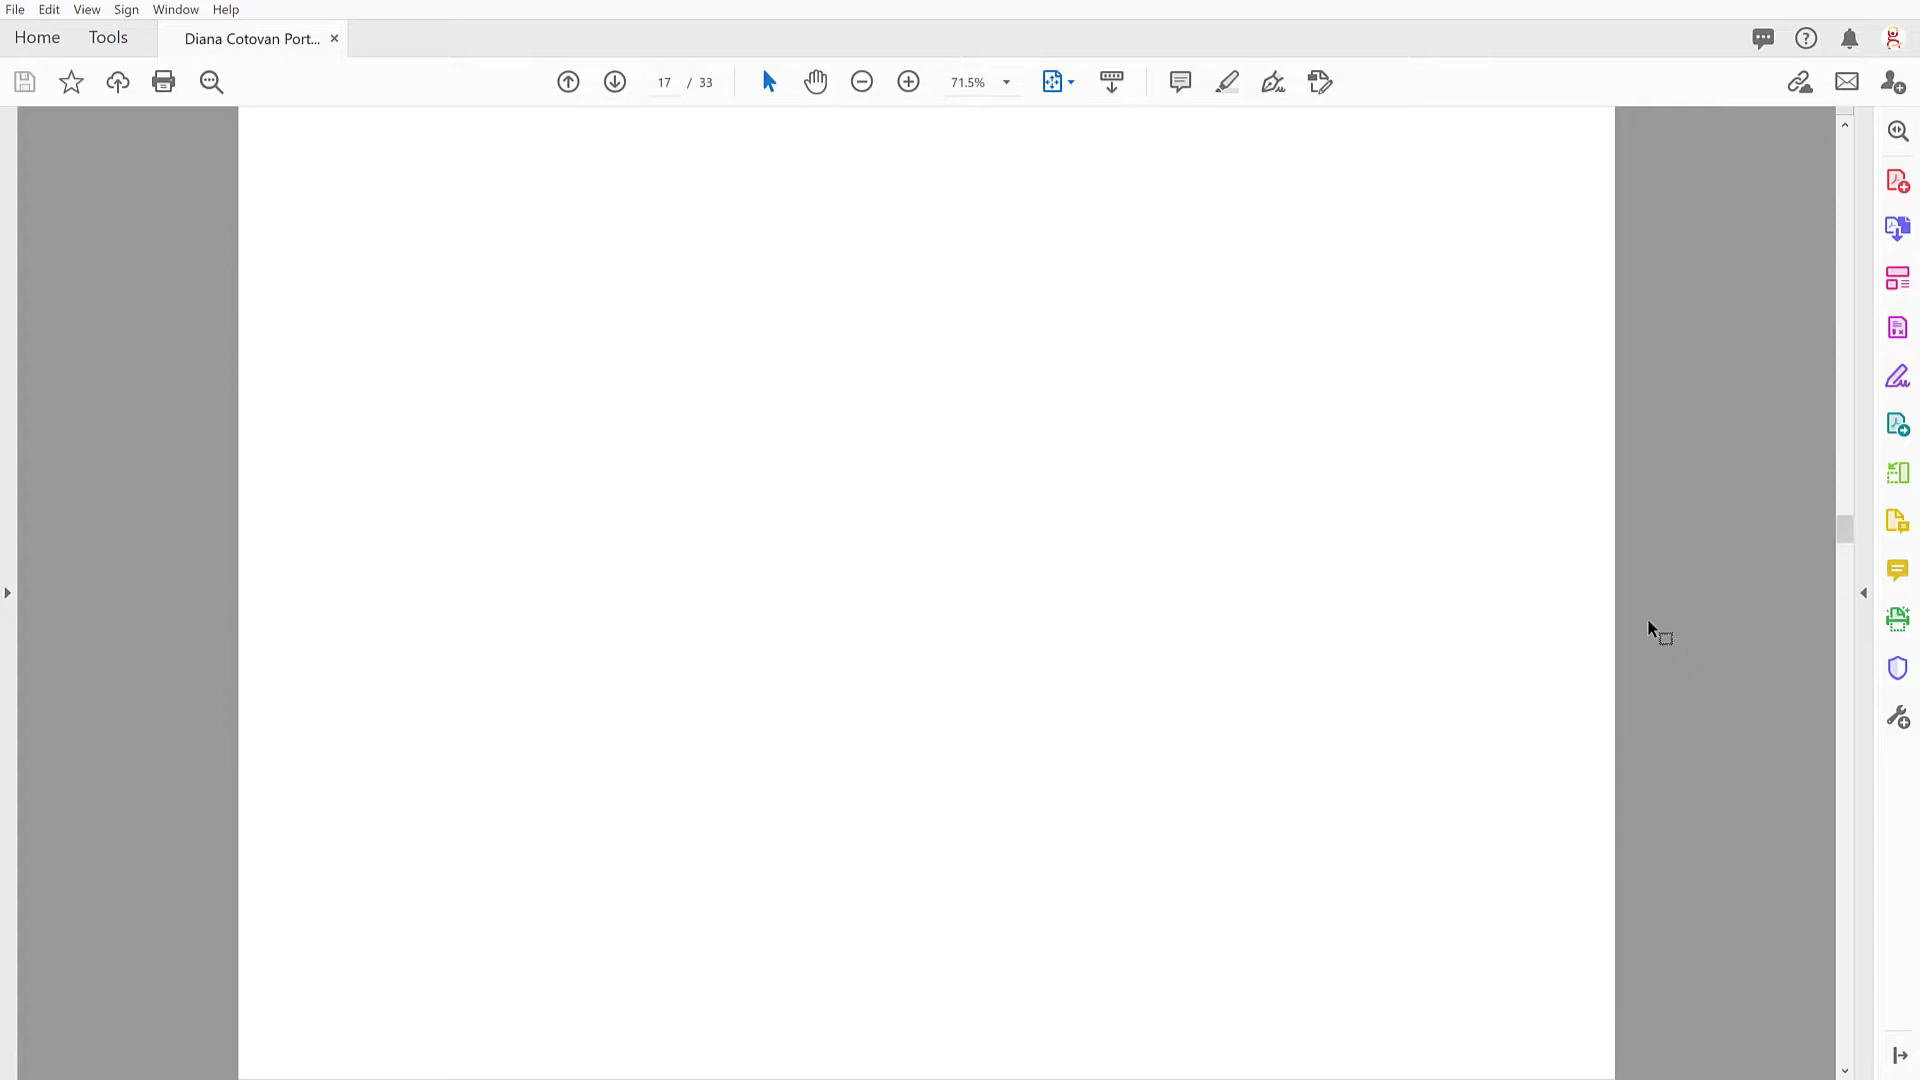 File Edit View Sign Window Help
Home Tools Diana Cotovan Port... ×
17 / 33 71.5%